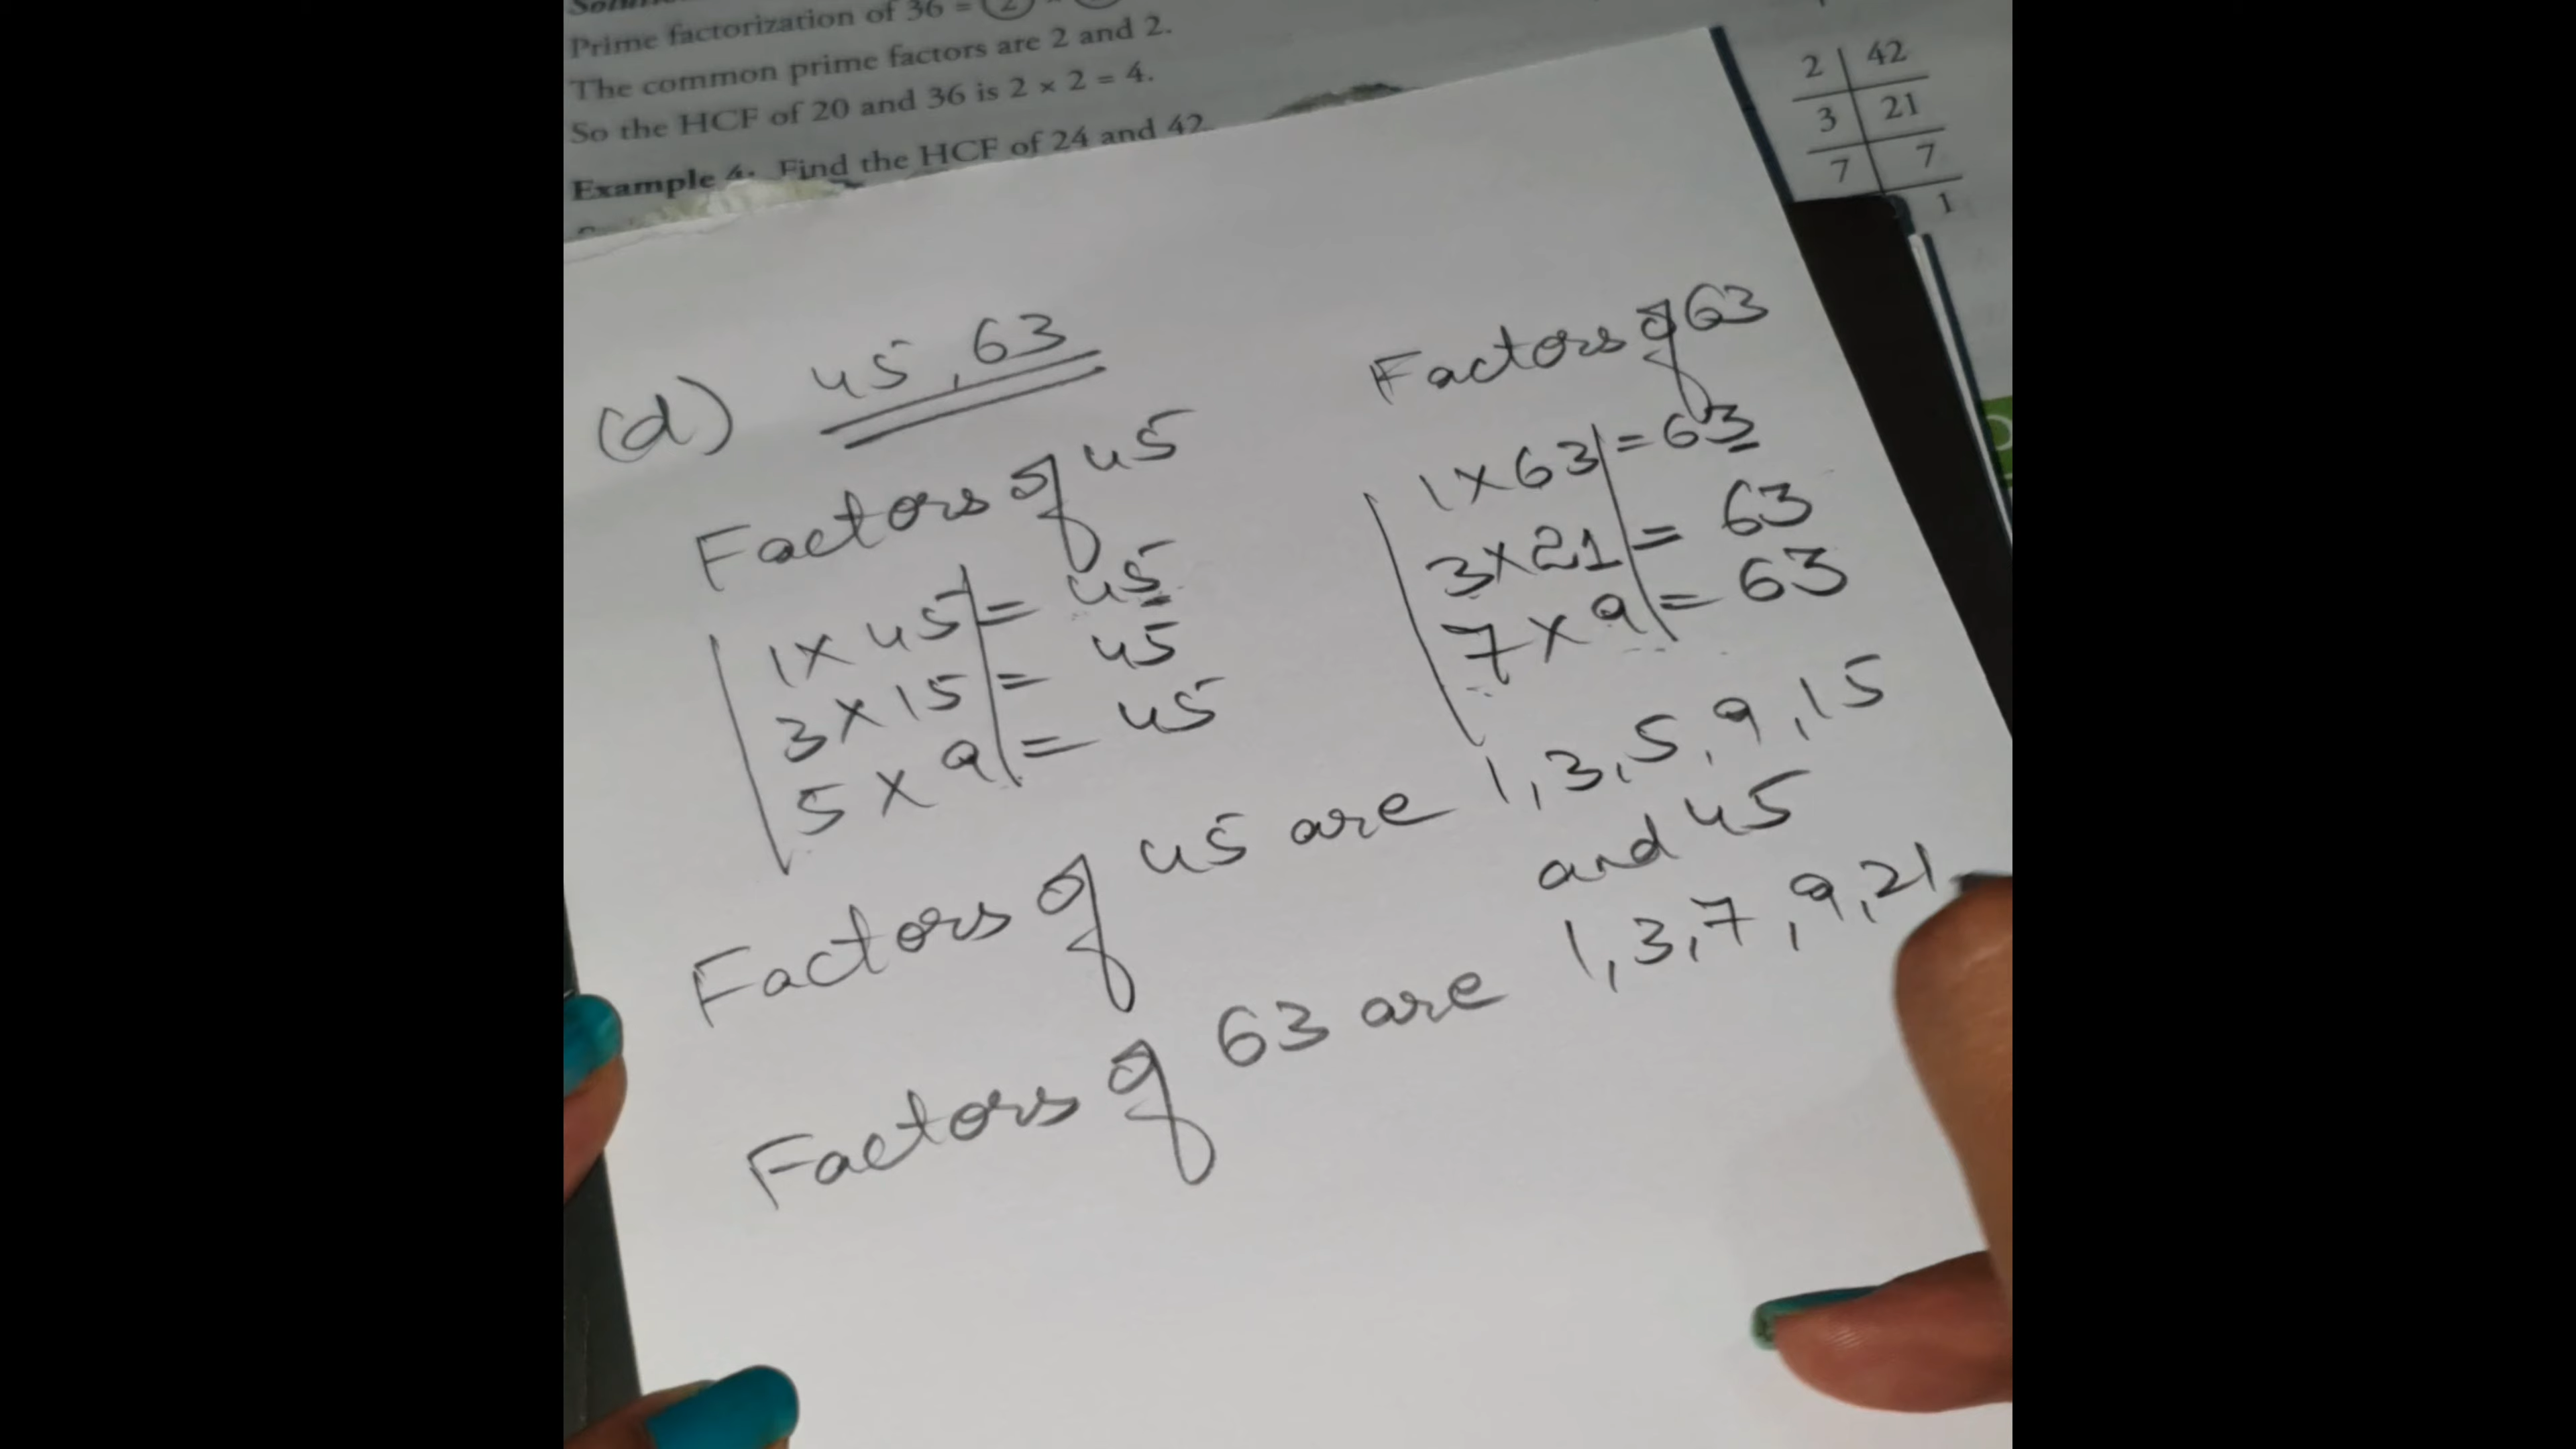 Prime factorization of 36 = 2
The common prime factors are 2 and 2.
So the HCF of 20 and 36 is 2 × 2 = 4.
Example 4: Find the HCF of 24 and 42.
2 | 42
3 | 21
7 | 7
1
(d) 45, 63
Factors of 45
1 × 45 = 45
3 × 15 = 45
5 × 9 = 45
Factors of 63
1 × 63 = 63
3 × 21 = 63
7 × 9 = 63
Factors of 45 are 1, 3, 5, 9, 15
and 45
Factors of 63 are 1, 3, 7, 9, 21